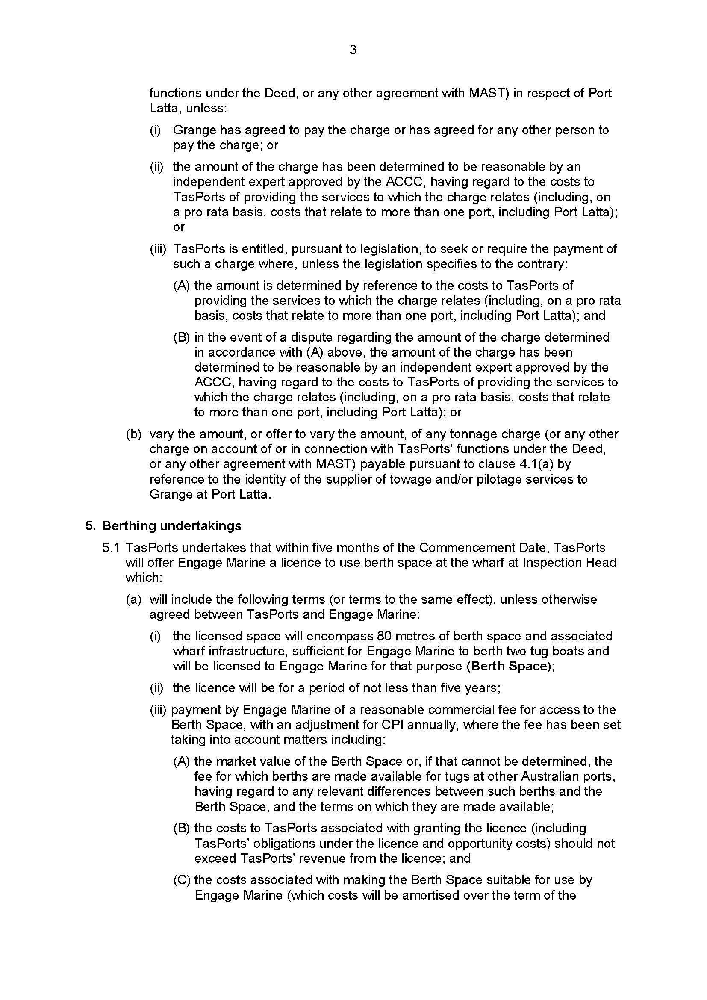 3
functions under the Deed, or any other agreement with MAST) in respect of Port
Latta, unless:
(i) Grange has agreed to pay the charge or has agreed for any other person to
pay the charge; or
(ii) the amount of the charge has been determined to be reasonable by an
independent expert approved by the ACCC, having regard to the costs to
TasPorts of providing the services to which the charge relates (including, on
a pro rata basis, costs that relate to more than one port, including Port Latta);
or
(iii) TasPorts is entitled, pursuant to legislation, to seek or require the payment of
such a charge where, unless the legislation specifies to the contrary:
(A) the amount is determined by reference to the costs to TasPorts of
providing the services to which the charge relates (including, on a pro rata
basis, costs that relate to more than one port, including Port Latta); and
(B) in the event of a dispute regarding the amount of the charge determined
in accordance with (A) above, the amount of the charge has been
determined to be reasonable by an independent expert approved by the
ACCC, having regard to the costs to TasPorts of providing the services to
which the charge relates (including, on a pro rata basis, costs that relate
to more than one port, including Port Latta); or
(b) vary the amount, or offer to vary the amount, of any tonnage charge (or any other
charge on account of or in connection with TasPorts’ functions under the Deed,
or any other agreement with MAST) payable pursuant to clause 4.1(a) by
reference to the identity of the supplier of towage and/or pilotage services to
Grange at Port Latta.
5. Berthing undertakings
5.1 TasPorts undertakes that within five months of the Commencement Date, TasPorts
will offer Engage Marine a licence to use berth space at the wharf at Inspection Head
which:
(a) will include the following terms (or terms to the same effect), unless otherwise
agreed between TasPorts and Engage Marine:
(i) the licensed space will encompass 80 metres of berth space and associated
wharf infrastructure, sufficient for Engage Marine to berth two tug boats and
will be licensed to Engage Marine for that purpose (Berth Space);
(ii) the licence will be for a period of not less than five years;
(iii) payment by Engage Marine of a reasonable commercial fee for access to the
Berth Space, with an adjustment for CPI annually, where the fee has been set
taking into account matters including:
(A) the market value of the Berth Space or, if that cannot be determined, the
fee for which berths are made available for tugs at other Australian ports,
having regard to any relevant differences between such berths and the
Berth Space, and the terms on which they are made available;
(B) the costs to TasPorts associated with granting the licence (including
TasPorts’ obligations under the licence and opportunity costs) should not
exceed TasPorts’ revenue from the licence; and
(C) the costs associated with making the Berth Space suitable for use by
Engage Marine (which costs will be amortised over the term of the